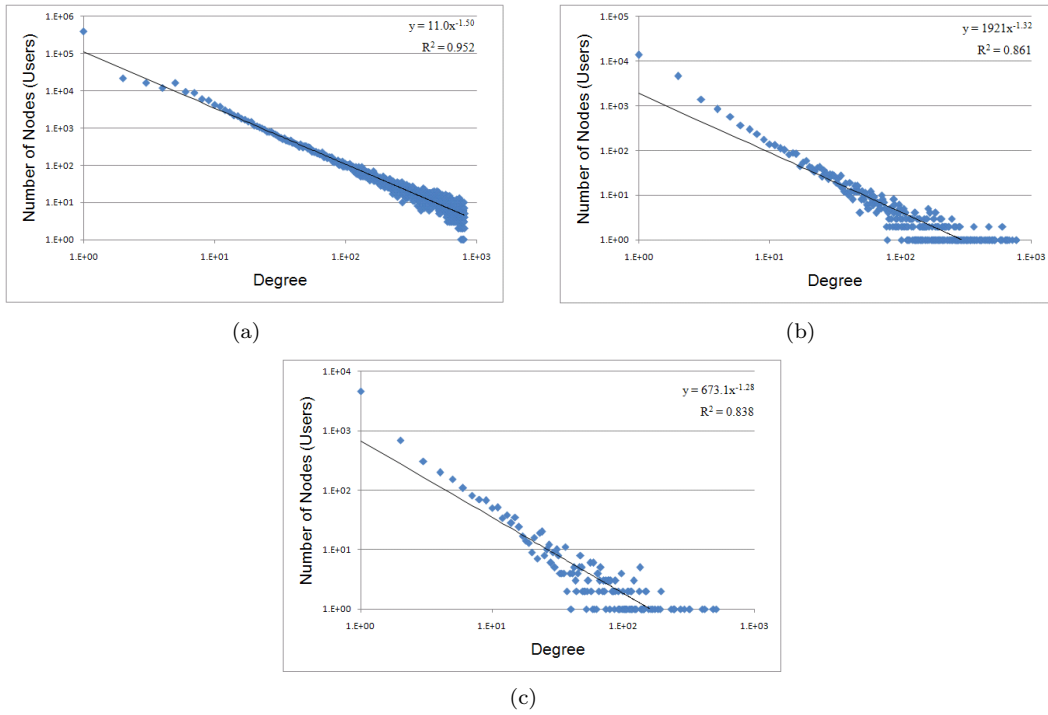 y = 11.0x^-1.50
R^2 = 0.952
Number of Nodes (Users)
1.E+06
1.E+05
1.E+04
1.E+03
1.E+02
1.E+01
1.E+00
1.E+00 1.E+01 1.E+02 1.E+03
Degree
(a)
y = 1921x^-1.32
R^2 = 0.861
Number of Nodes (Users)
1.E+05
1.E+04
1.E+03
1.E+02
1.E+01
1.E+00
1.E+00 1.E+01 1.E+02 1.E+03
Degree
(b)
y = 673.1x^-1.28
R^2 = 0.838
Number of Nodes (Users)
1.E+04
1.E+03
1.E+02
1.E+01
1.E+00
1.E+00 1.E+01 1.E+02 1.E+03
Degree
(c)